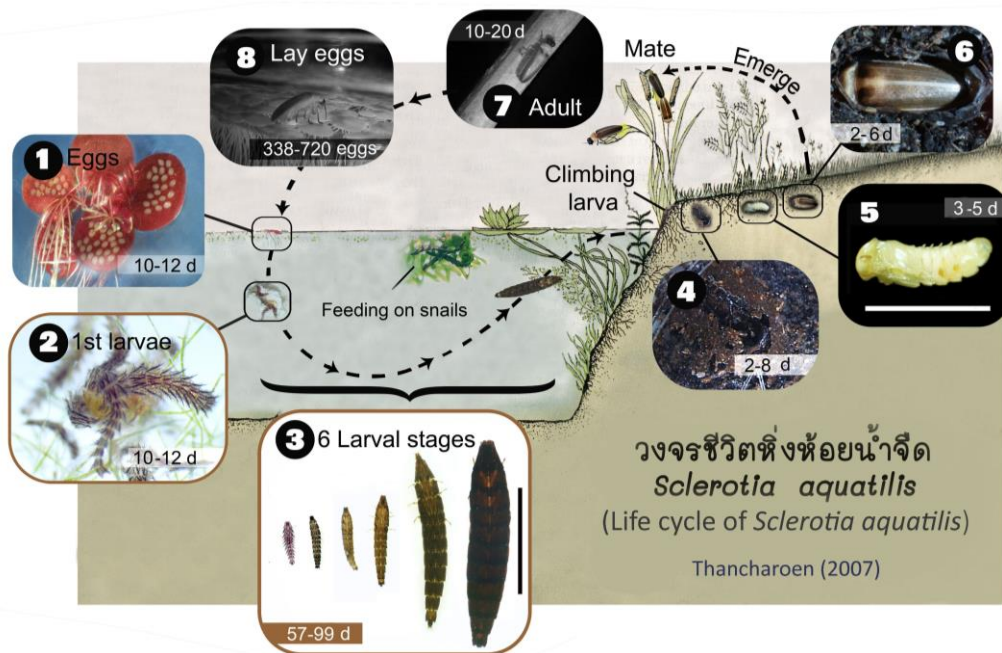 8 Lay eggs
338-720 eggs
10-20 d
7 Adult
Mate
Emerge
6
2-6 d
1 Eggs
10-12 d
Climbing
larva
5
3-5 d
Feeding on snails
2 1st larvae
10-12 d
4
2-8 d
3 6 Larval stages
57-99 d
วงจรชีวิตหิ่งห้อยน้ำจืด
Sclerotia aquatilis
(Life cycle of Sclerotia aquatilis)
Thancharoen (2007)